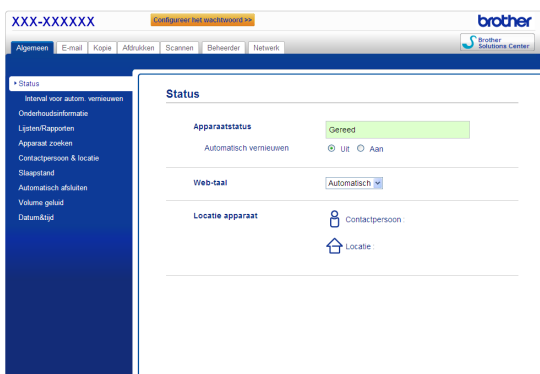 XXX-XXXXXX
Configureer het wachtwoord >>
brother
Algemeen E-mail Kopie Afdrukken Scannen Beheerder Netwerk
Brother
Solutions Center
Status
Interval voor autom. vernieuwen
Onderhoudsinformatie
Lijsten/Rapporten
Apparaat zoeken
Contactpersoon & locatie
Slaapstand
Automatisch afsluiten
Volume geluid
Datum&tijd
Status
Apparaatstatus
Gereed
Automatisch vernieuwen Uit Aan
Web-taal Automatisch
Locatie apparaat Contactpersoon :
Locatie :